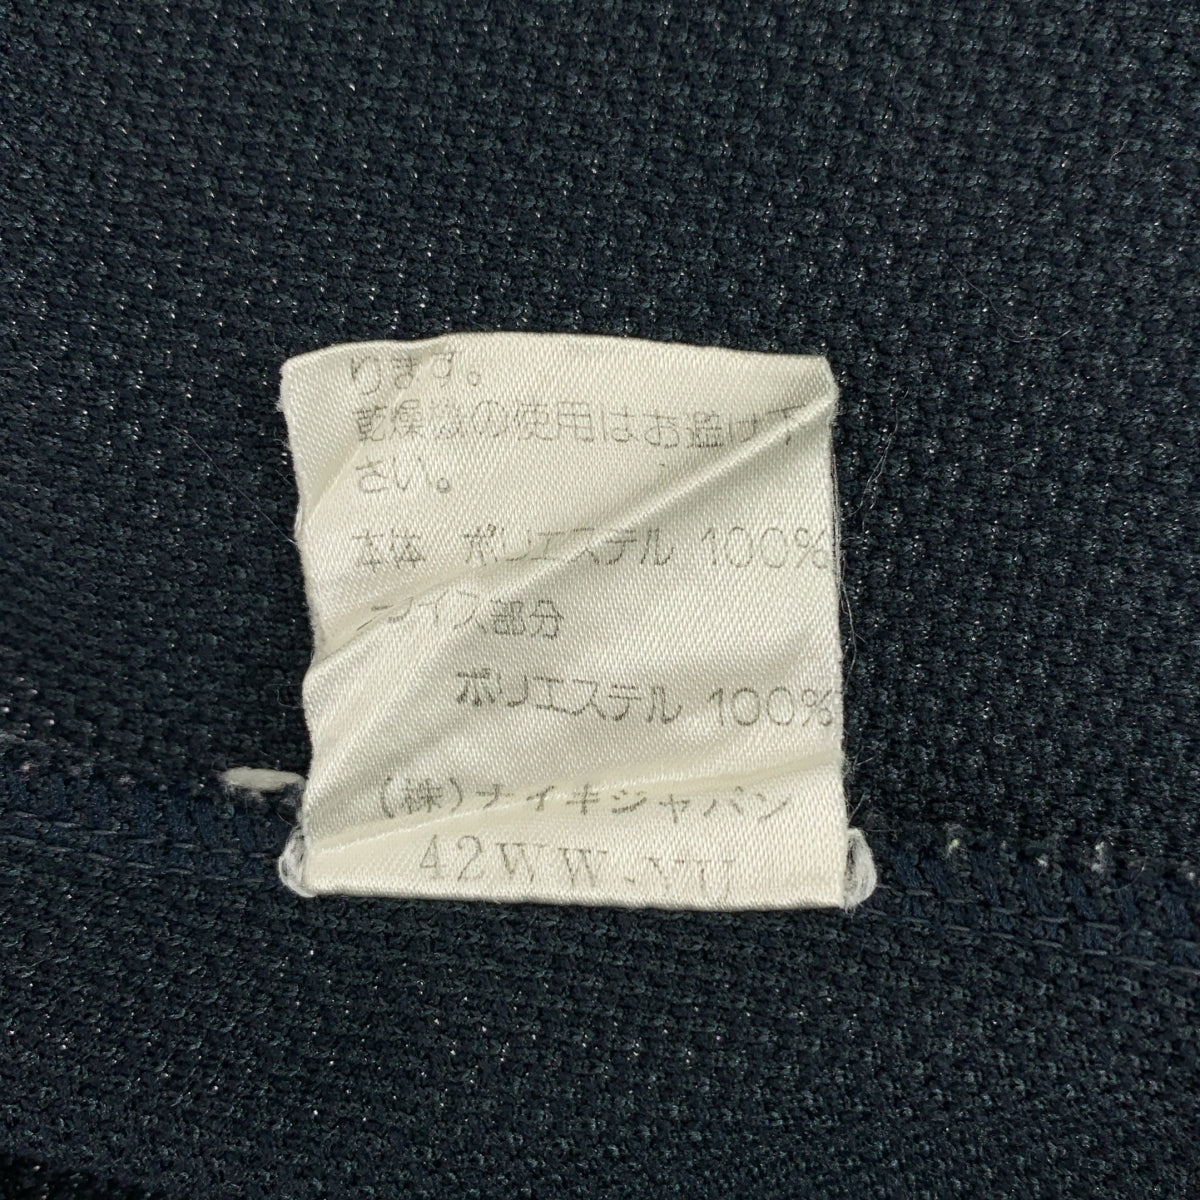 ります。
乾燥機の使用はお避け下
さい。
本体 ポリエステル 100%
ライン部分
ポリエステル 100%
(株)ナイキジャパン
42WW-YU